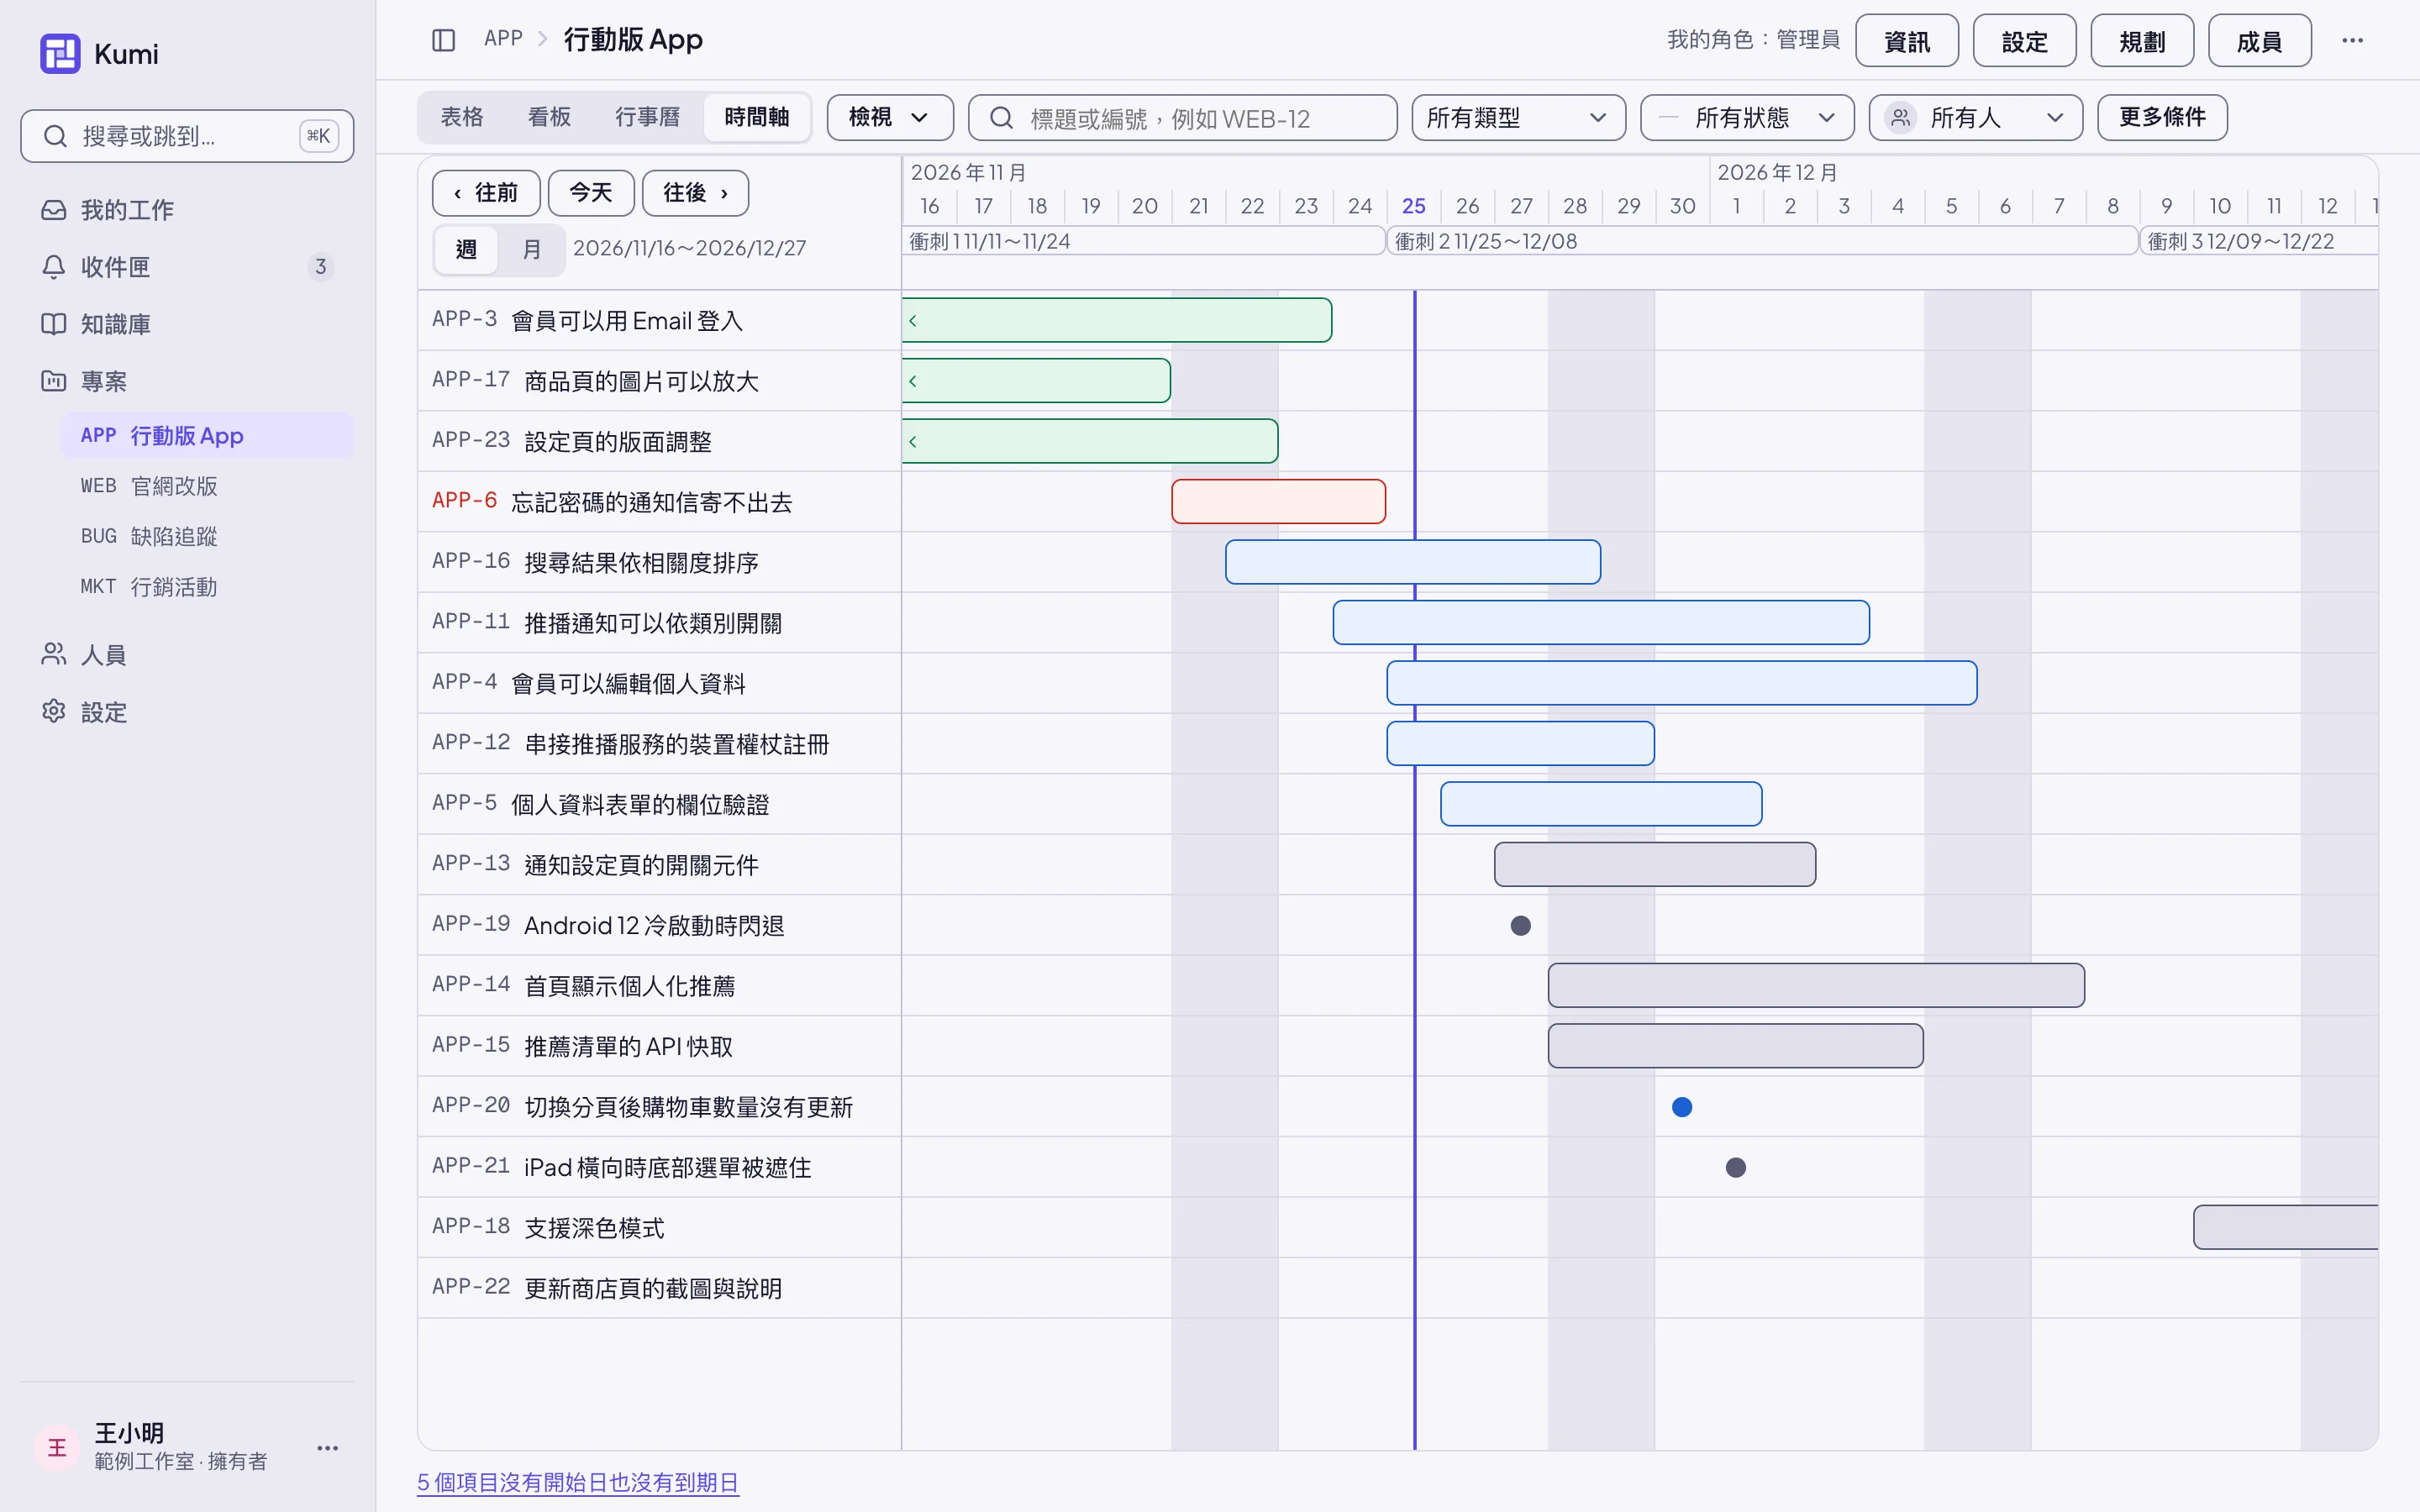 Kumi
搜尋或跳到... ⌘K
我的工作
收件匣 3
知識庫
專案
APP 行動版 App
WEB 官網改版
BUG 缺陷追蹤
MKT 行銷活動
人員
設定
王 王小明
範例工作室 · 擁有者
APP 行動版 App
我的角色：管理員 資訊 設定 規劃 成員
表格 看板 行事曆 時間軸 檢視 標題或編號，例如 WEB-12 所有類型 所有狀態 所有人 更多條件
‹ 往前 今天 往後 ›
週 月 2026/11/16～2026/12/27
2026 年 11 月 2026 年 12 月
16 17 18 19 20 21 22 23 24 25 26 27 28 29 30 1 2 3 4 5 6 7 8 9 10 11 12
衝刺 1 11/11～11/24 衝刺 2 11/25～12/08 衝刺 3 12/09～12/22
APP-3 會員可以用 Email 登入
APP-17 商品頁的圖片可以放大
APP-23 設定頁的版面調整
APP-6 忘記密碼的通知信寄不出去
APP-16 搜尋結果依相關度排序
APP-11 推播通知可以依類別開關
APP-4 會員可以編輯個人資料
APP-12 串接推播服務的裝置權杖註冊
APP-5 個人資料表單的欄位驗證
APP-13 通知設定頁的開關元件
APP-19 Android 12 冷啟動時閃退
APP-14 首頁顯示個人化推薦
APP-15 推薦清單的 API 快取
APP-20 切換分頁後購物車數量沒有更新
APP-21 iPad 橫向時底部選單被遮住
APP-18 支援深色模式
APP-22 更新商店頁的截圖與說明
5 個項目沒有開始日也沒有到期日